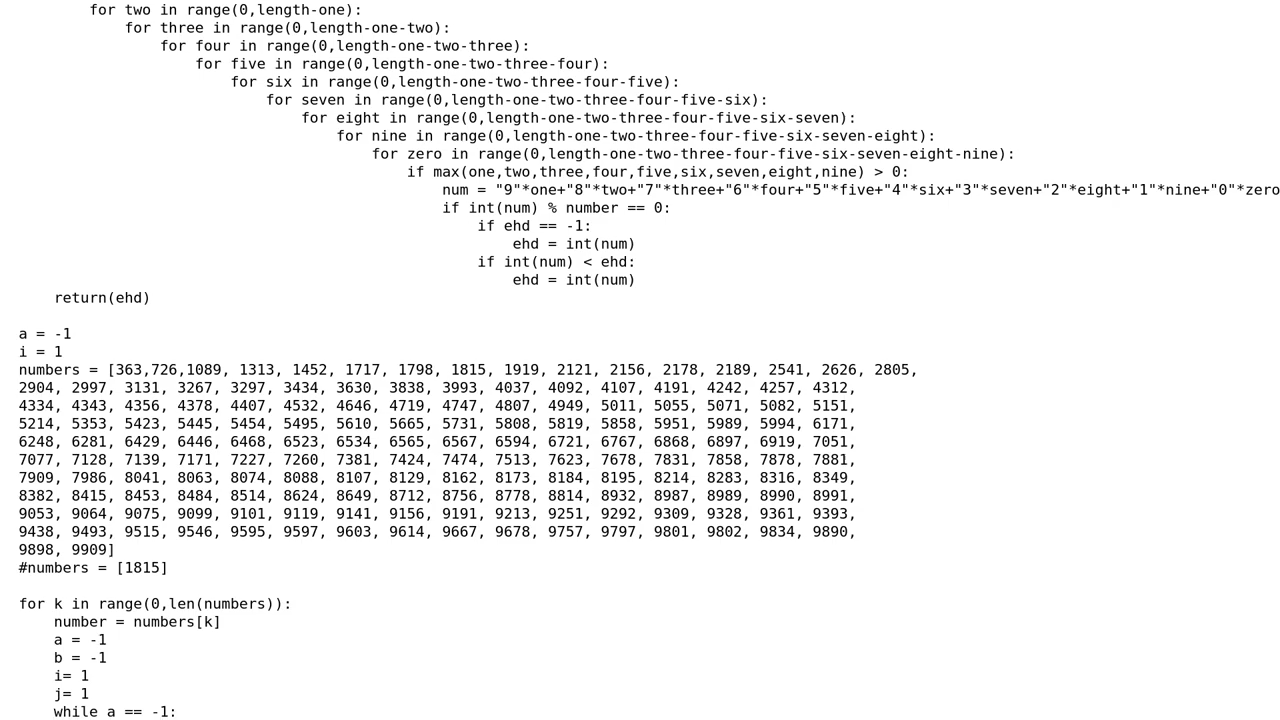 for two in range(0,length-one):
for three in range(0,length-one-two):
for four in range(0,length-one-two-three):
for five in range(0,length-one-two-three-four):
for six in range(0,length-one-two-three-four-five):
for seven in range(0,length-one-two-three-four-five-six):
for eight in range(0,length-one-two-three-four-five-six-seven):
for nine in range(0,length-one-two-three-four-five-six-seven-eight):
for zero in range(0,length-one-two-three-four-five-six-seven-eight-nine):
if max(one,two,three,four,five,six,seven,eight,nine) > 0:
num = "9"*one+"8"*two+"7"*three+"6"*four+"5"*five+"4"*six+"3"*seven+"2"*eight+"1"*nine+"0"*zero
if int(num) % number == 0:
if ehd == -1:
ehd = int(num)
if int(num) < ehd:
ehd = int(num)
return(ehd)
a = -1
i = 1
numbers = [363,726,1089, 1313, 1452, 1717, 1798, 1815, 1919, 2121, 2156, 2178, 2189, 2541, 2626, 2805,
2904, 2997, 3131, 3267, 3297, 3434, 3630, 3838, 3993, 4037, 4092, 4107, 4191, 4242, 4257, 4312,
4334, 4343, 4356, 4378, 4407, 4532, 4646, 4719, 4747, 4807, 4949, 5011, 5055, 5071, 5082, 5151,
5214, 5353, 5423, 5445, 5454, 5495, 5610, 5665, 5731, 5808, 5819, 5858, 5951, 5989, 5994, 6171,
6248, 6281, 6429, 6446, 6468, 6523, 6534, 6565, 6567, 6594, 6721, 6767, 6868, 6897, 6919, 7051,
7077, 7128, 7139, 7171, 7227, 7260, 7381, 7424, 7474, 7513, 7623, 7678, 7831, 7858, 7878, 7881,
7909, 7986, 8041, 8063, 8074, 8088, 8107, 8129, 8162, 8173, 8184, 8195, 8214, 8283, 8316, 8349,
8382, 8415, 8453, 8484, 8514, 8624, 8649, 8712, 8756, 8778, 8814, 8932, 8987, 8989, 8990, 8991,
9053, 9064, 9075, 9099, 9101, 9119, 9141, 9156, 9191, 9213, 9251, 9292, 9309, 9328, 9361, 9393,
9438, 9493, 9515, 9546, 9595, 9597, 9603, 9614, 9667, 9678, 9757, 9797, 9801, 9802, 9834, 9890,
9898, 9909]
#numbers = [1815]
for k in range(0,len(numbers)):
number = numbers[k]
a = -1
b = -1
i= 1
j= 1
while a == -1: